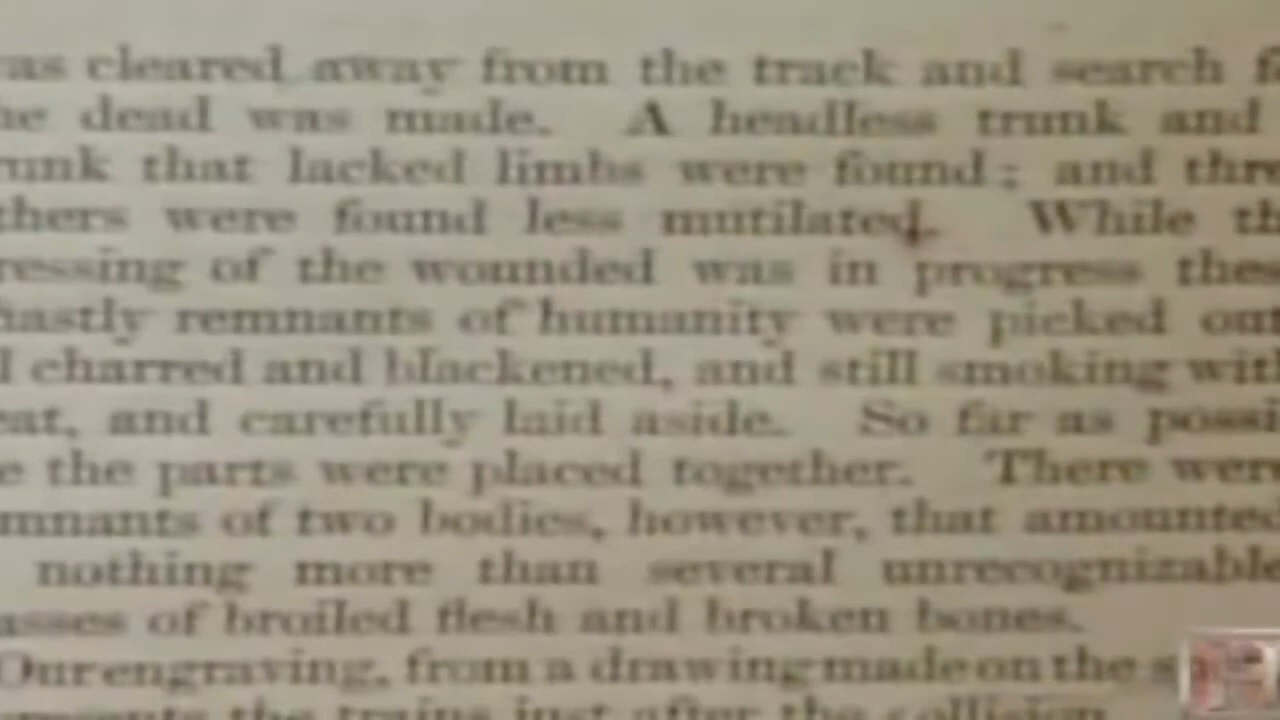 as cleared away from the track and search f
he dead was made. A headless trunk and
runk that lacked limbs were found; and thre
thers were found less mutilated. While th
ressing of the wounded was in progress thes
hastly remnants of humanity were picked out
l charred and blackened, and still smoking with
eat, and carefully laid aside. So far as possi
e the parts were placed together. There were
mnants of two bodies, however, that amounted
nothing more than several unrecognizable
asses of broiled flesh and broken bones.
Our engraving, from a drawing made on the s
resents the trains just after the collision